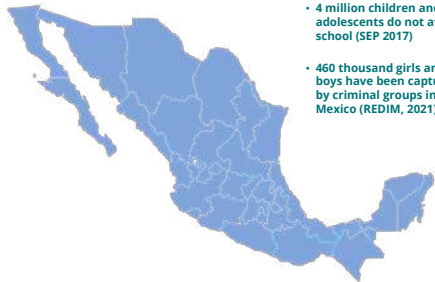 • 4 million children and
adolescents do not
school (SEP 2017)
• 460 thousand girls
boys have been
by criminal groups in
Mexico (REDIM, 2021)